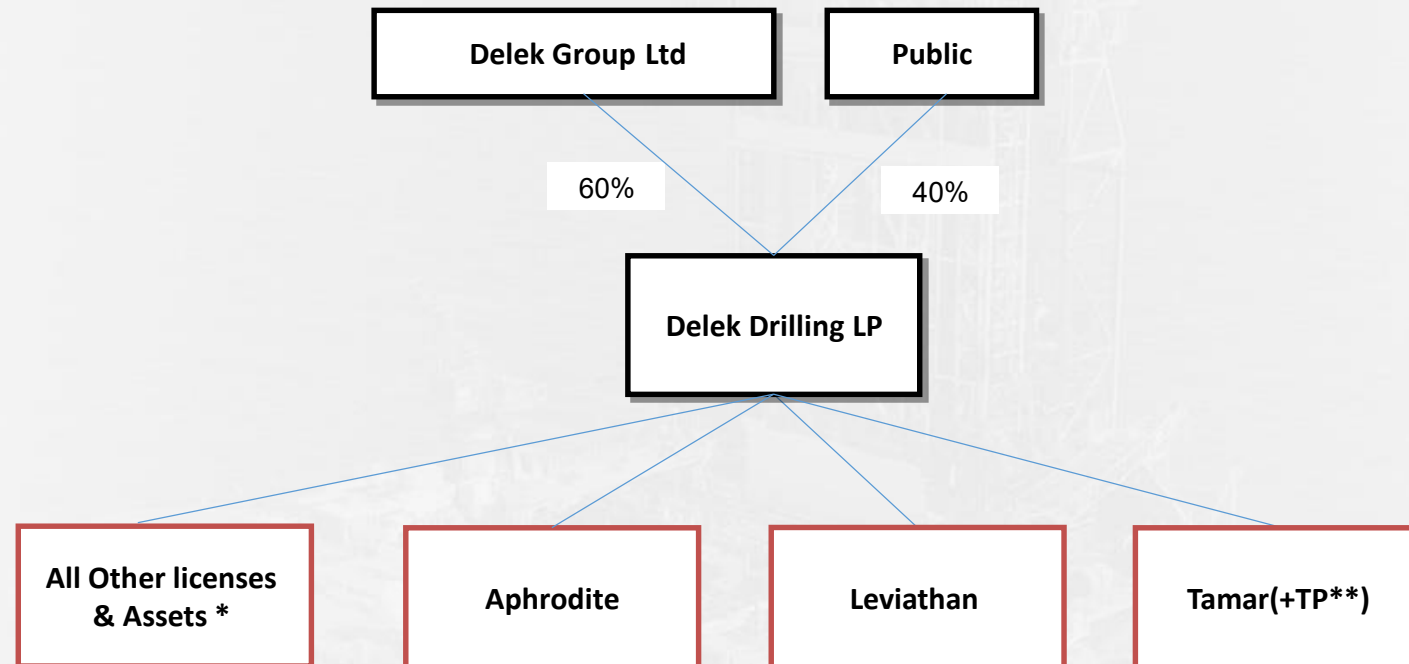 Delek Group Ltd
Public
60%
40%
Delek Drilling LP
All Other licenses
& Assets *
Aphrodite
Leviathan
Tamar(+TP**)